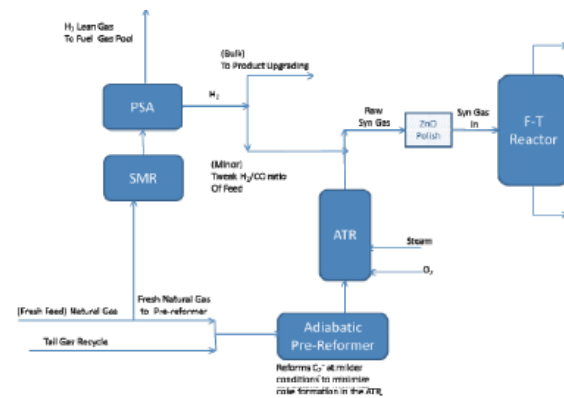 H₂ Lean Gas
To Fuel Gas Pool
(Bulk)
To Product Upgrading
PSA
H₂
Raw
Syn Gas
ZnO
Polish
Syn Gas
In
F-T
Reactor
(Minor)
Tweak H₂/CO ratio
Of Feed
SMR
ATR
Steam
O₂
(Fresh Feed) Natural Gas
Fresh Natural Gas
to Pre-reformer
Tail Gas Recycle
Adiabatic
Pre-Reformer
Reforms C₂⁺ at milder
conditions to minimize
coke formation in the ATR.